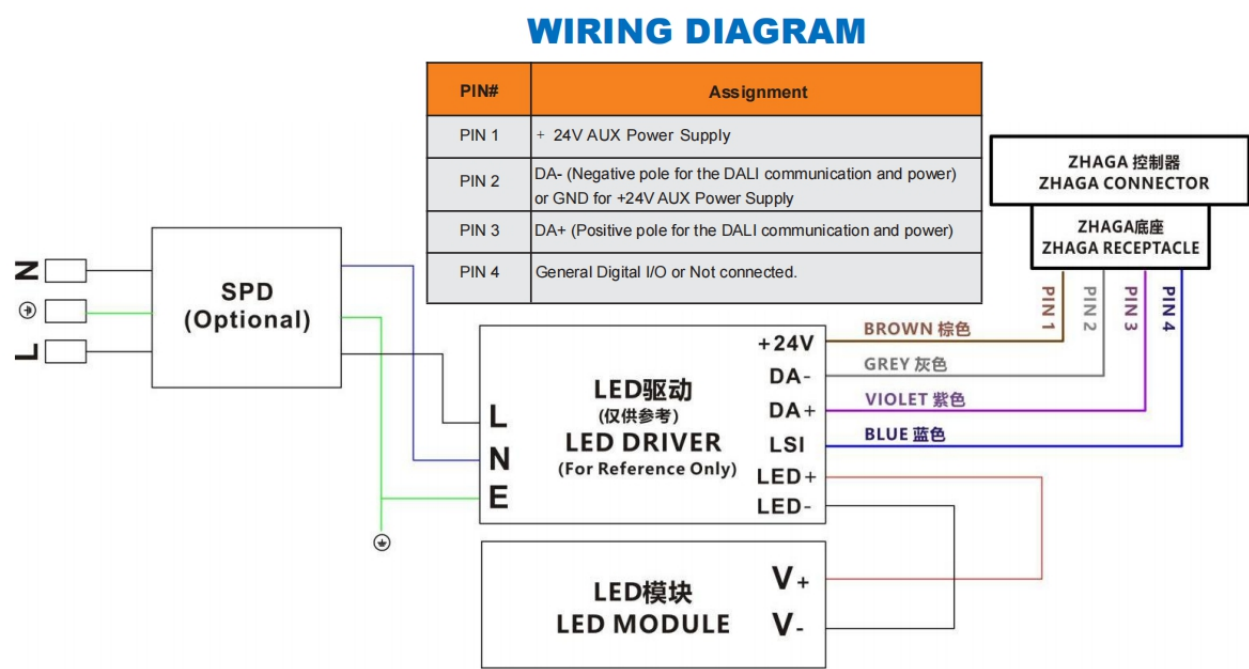 WIRING DIAGRAM
PIN# Assignment
PIN 1 + 24V AUX Power Supply
PIN 2 DA- (Negative pole for the DALI communication and power)
or GND for +24V AUX Power Supply
PIN 3 DA+ (Positive pole for the DALI communication and power)
PIN 4 General Digital I/O or Not connected.
ZHAGA 控制器
ZHAGA CONNECTOR
ZHAGA底座
ZHAGA RECEPTACLE
PIN 1
PIN 2
PIN 3
PIN 4
N
L
SPD
(Optional)
BROWN 棕色
GREY 灰色
VIOLET 紫色
BLUE 蓝色
LED驱动
(仅供参考)
LED DRIVER
(For Reference Only)
L
N
E
+24V
DA-
DA+
LSI
LED+
LED-
LED模块
LED MODULE
V+
V-